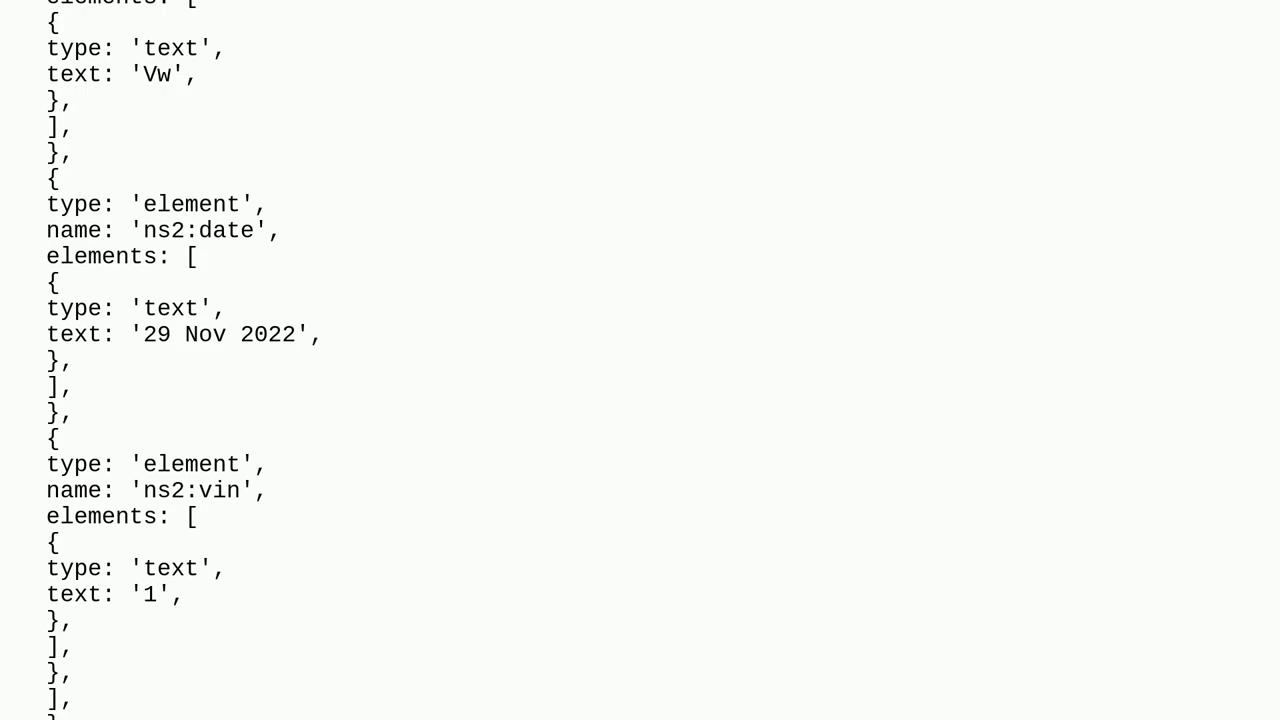 elements: [
{
type: 'text',
text: 'Vw',
},
],
},
{
type: 'element',
name: 'ns2:date',
elements: [
{
type: 'text',
text: '29 Nov 2022',
},
],
},
{
type: 'element',
name: 'ns2:vin',
elements: [
{
type: 'text',
text: '1',
},
],
},
],
}